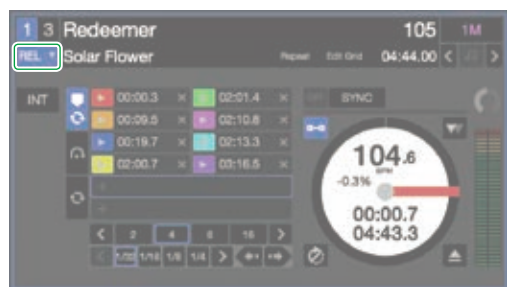 1 3 Redeemer 105 1M
REL Solar Flower Repeat Edit Grid 04:44.00
INT 00:00.3 02:01.4 SYNC
00:09.5 02:10.8
00:19.7 02:13.3
02:00.7 03:16.5
104.6
BPM
-0.3%
00:00.7
04:43.3
2 4 8 16
1/32 1/16 1/8 1/4